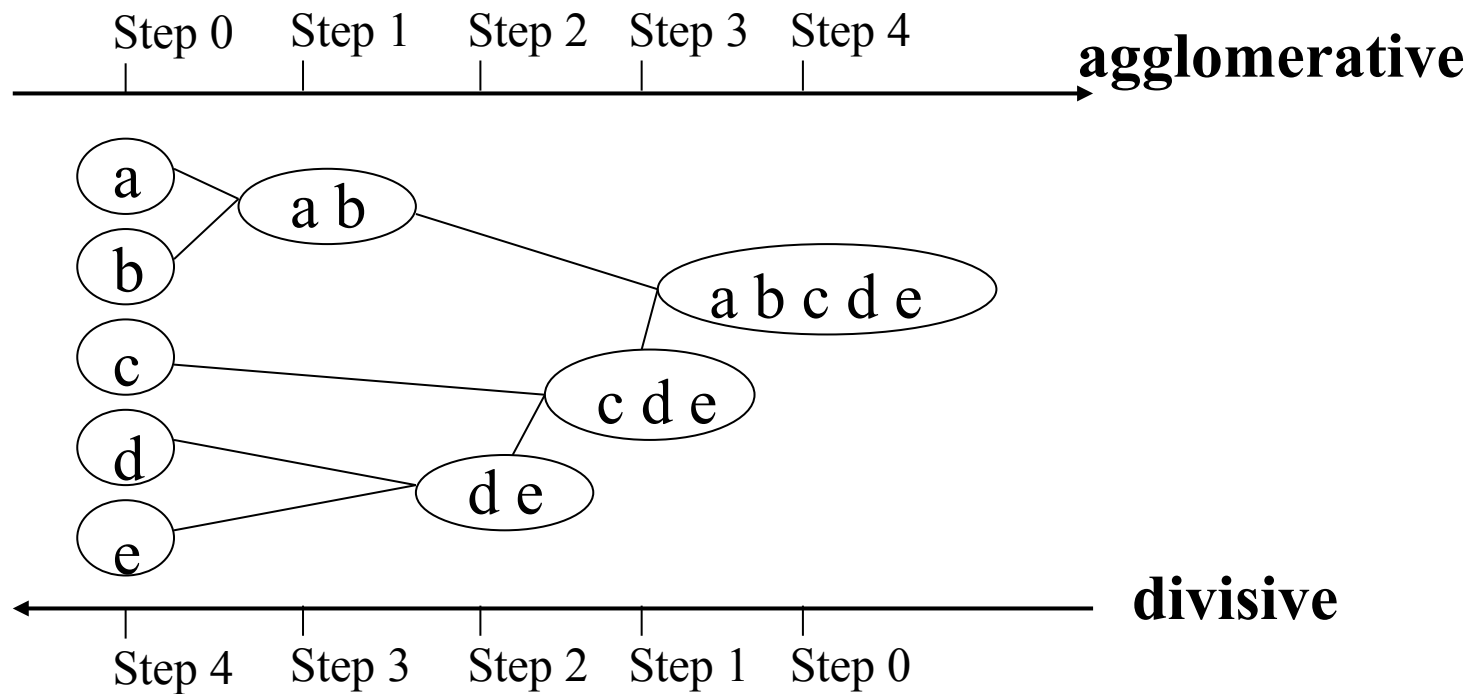 Step 0 Step 1 Step 2 Step 3 Step 4
agglomerative
a
a b
b
a b c d e
c
c d e
d
d e
e
divisive
Step 4 Step 3 Step 2 Step 1 Step 0